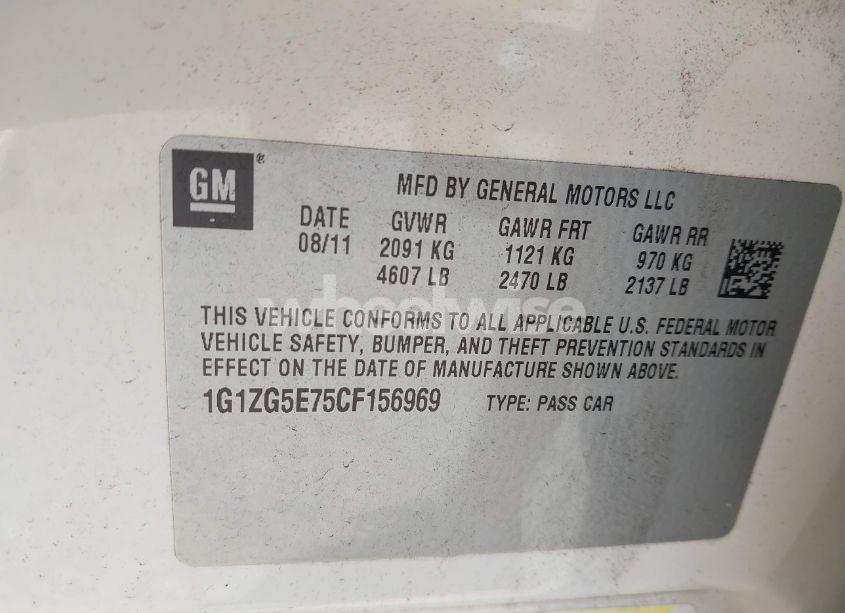 GM ®
MFD BY GENERAL MOTORS LLC
DATE GVWR GAWR FRT GAWR RR
08/11 2091 KG 1121 KG 970 KG
4607 LB 2470 LB 2137 LB
wheelwise
THIS VEHICLE CONFORMS TO ALL APPLICABLE U.S. FEDERAL MOTOR
VEHICLE SAFETY, BUMPER, AND THEFT PREVENTION STANDARDS IN
EFFECT ON THE DATE OF MANUFACTURE SHOWN ABOVE.
1G1ZG5E75CF156969 TYPE: PASS CAR